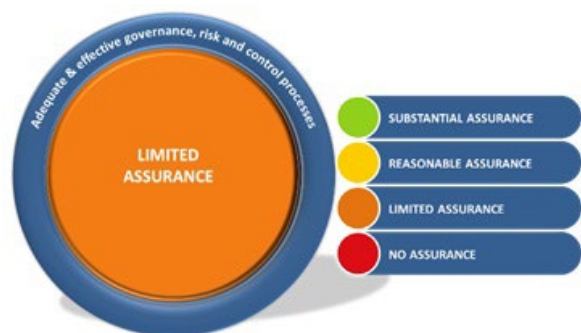 Adequate & effective governance, risk and control processes
LIMITED
ASSURANCE
SUBSTANTIAL ASSURANCE
REASONABLE ASSURANCE
LIMITED ASSURANCE
NO ASSURANCE